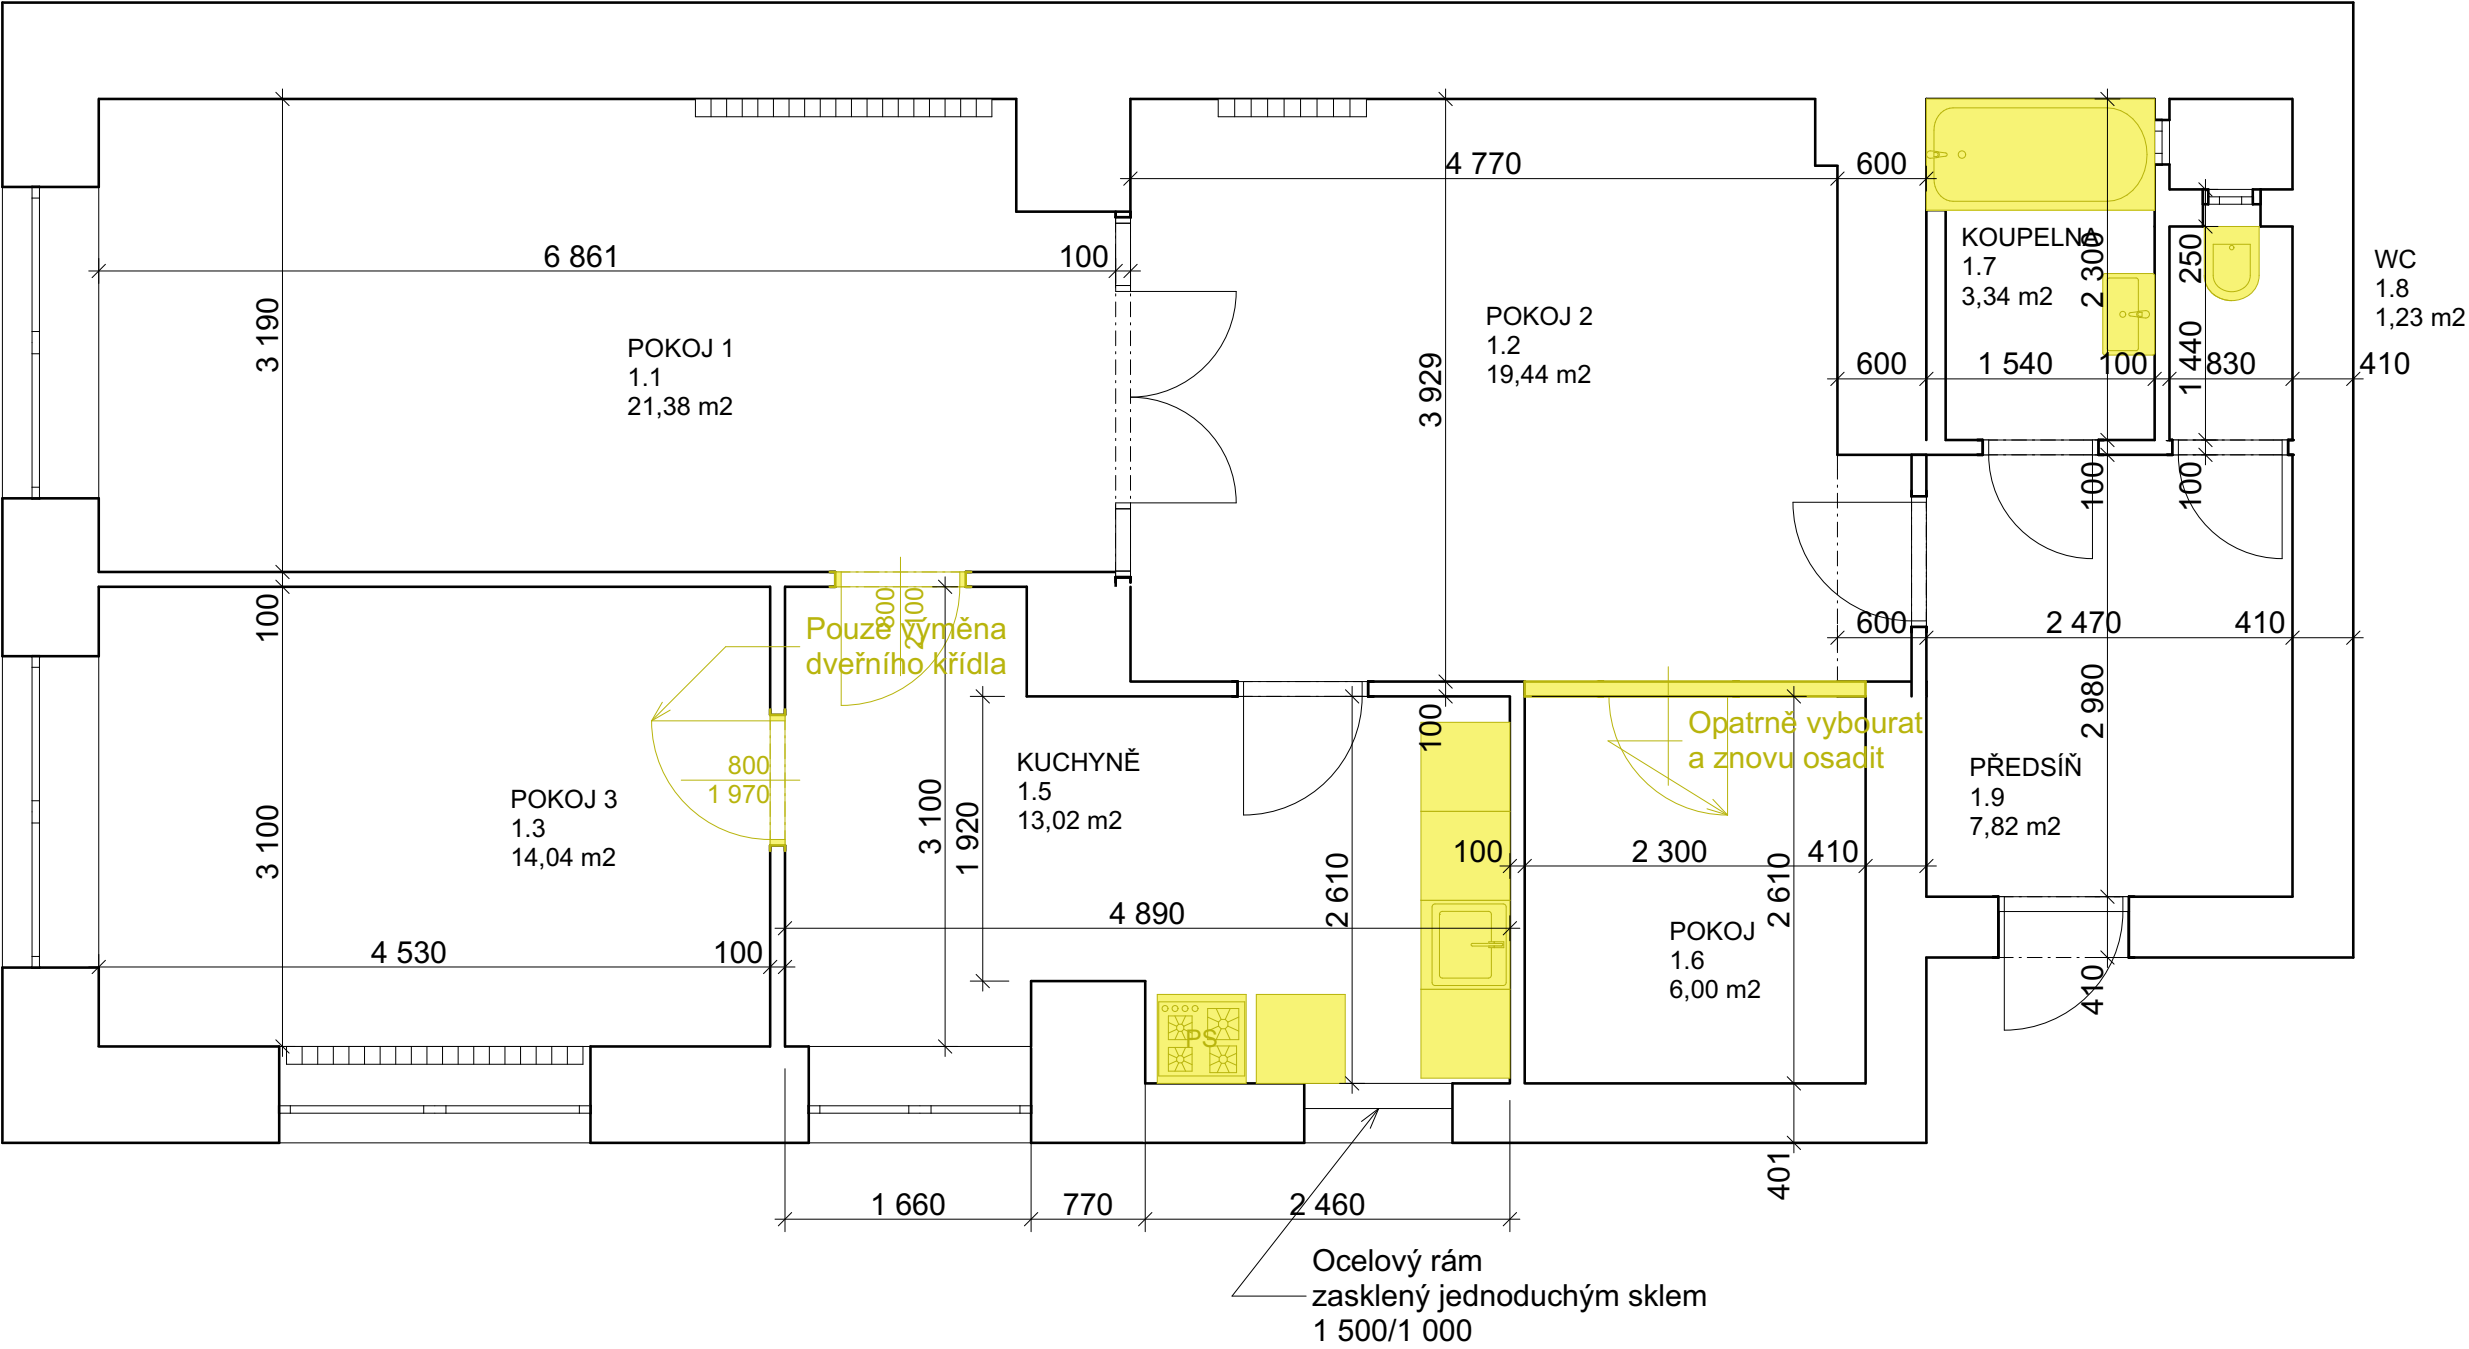 4 770
600
6 861
100
3 190
POKOJ 1
1.1
21,38 m2
POKOJ 2
1.2
19,44 m2
3 929
KOUPELNA
1.7
3,34 m2
2 300
250
1 440
WC
1.8
1,23 m2
600
1 540
100
830
410
100
100
100
800
2 100
Pouze výměna
dveřního křídla
600
2 470
410
2 980
Opatrně vybourat
a znovu osadit
100
KUCHYNĚ
1.5
13,02 m2
800
1 970
POKOJ 3
1.3
14,04 m2
3 100
3 100
1 920
2 610
PŘEDSÍŇ
1.9
7,82 m2
100
2 300
410
2 610
4 890
4 530
100
POKOJ
1.6
6,00 m2
410
PS
401
1 660
770
2 460
Ocelový rám
zasklený jednoduchým sklem
1 500/1 000